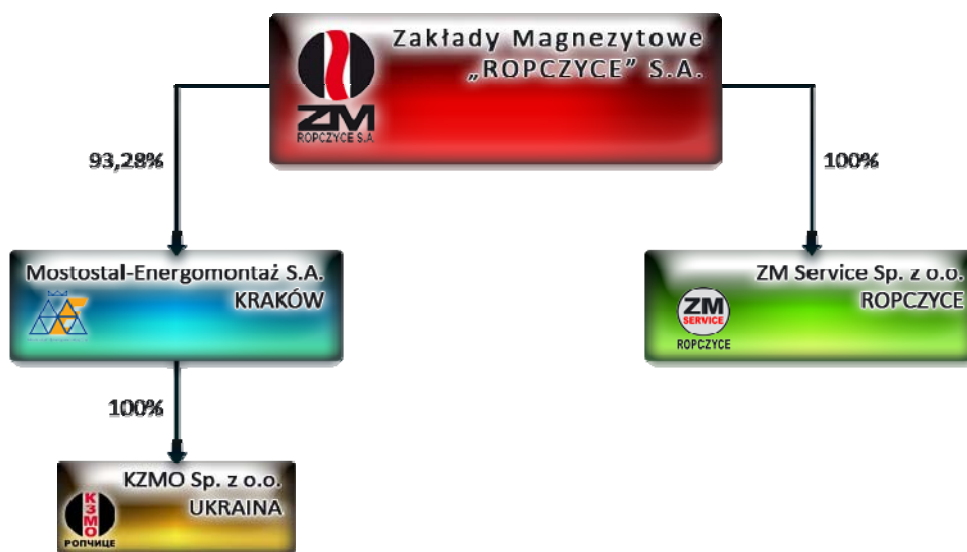 Zakłady Magnezytowe
„ROPCZYCE” S.A.
ZM
ROPCZYCE S.A.
93,28%
100%
Mostostal-Energomontaż S.A.
KRAKÓW
ZM Service Sp. z o.o.
ROPCZYCE
ZM
SERVICE
ROPCZYCE
100%
KZMO Sp. z o.o.
UKRAINA
КЗМО
РОПЧИЦЕ